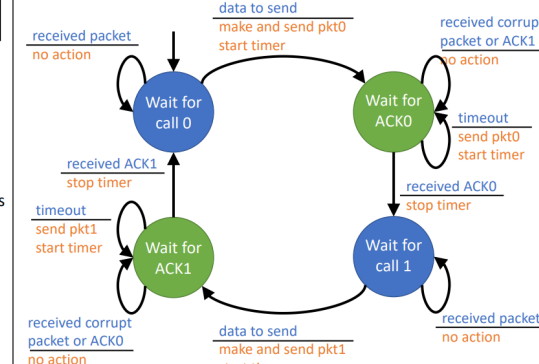 data to send
make and send pkt0
start timer
received packet
no action
received corrup
packet or ACK1
no action
Wait for
call 0
Wait for
ACK0
timeout
send pkt0
start timer
received ACK1
stop timer
received ACK0
stop timer
s
timeout
send pkt1
start timer
Wait for
ACK1
Wait for
call 1
received corrupt
packet or ACK0
no action
data to send
make and send pkt1
received packet
no action